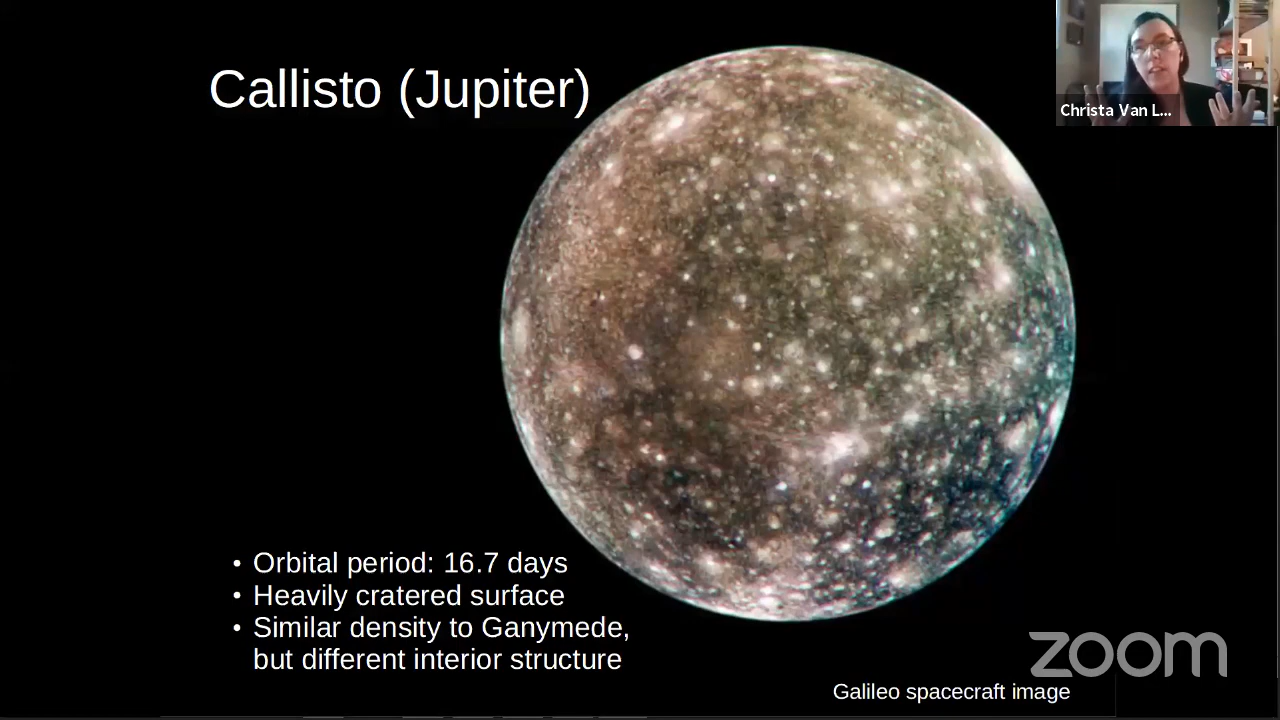 Callisto (Jupiter)
Christa Van L...
• Orbital period: 16.7 days
• Heavily cratered surface
• Similar density to Ganymede,
but different interior structure
zoom
Galileo spacecraft image